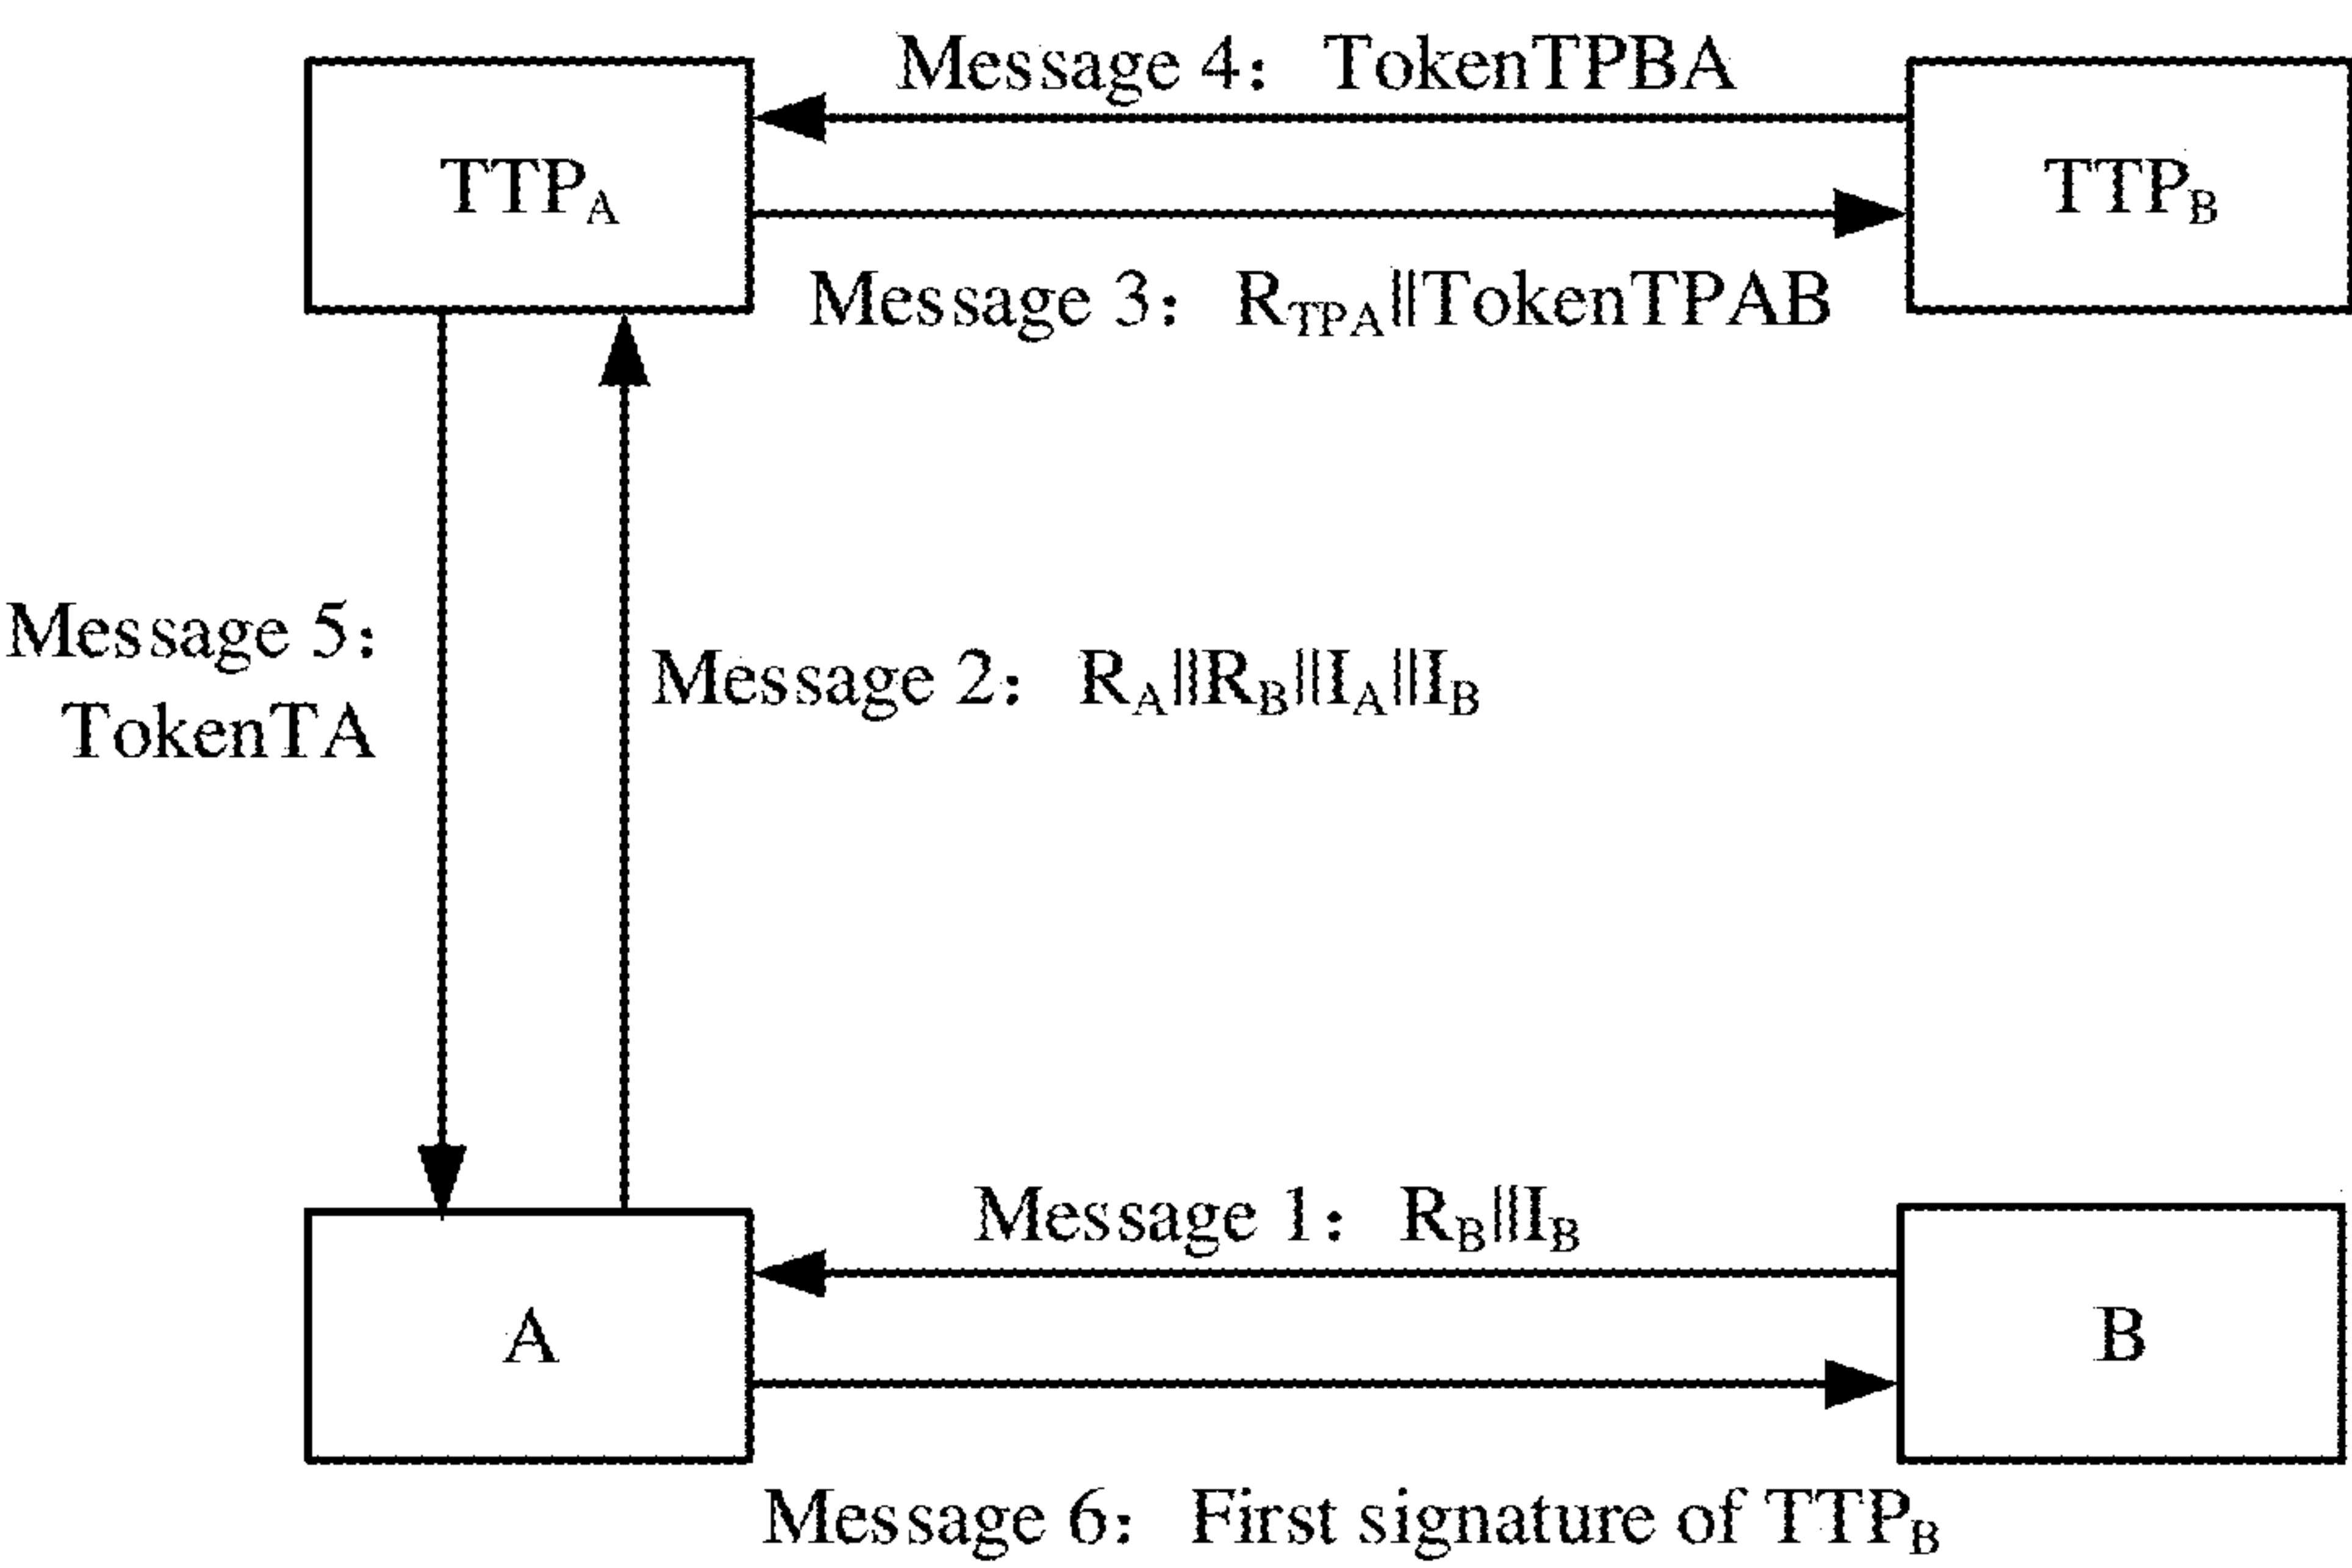 Message 4: TokenTPBA
TTPA
TTPB
Message 3: RTPA||TokenTPAB
Message 5:
TokenTA
Message 2: RA||RB||IA||IB
Message 1: RB||IB
A
B
Message 6: First signature of TTPB